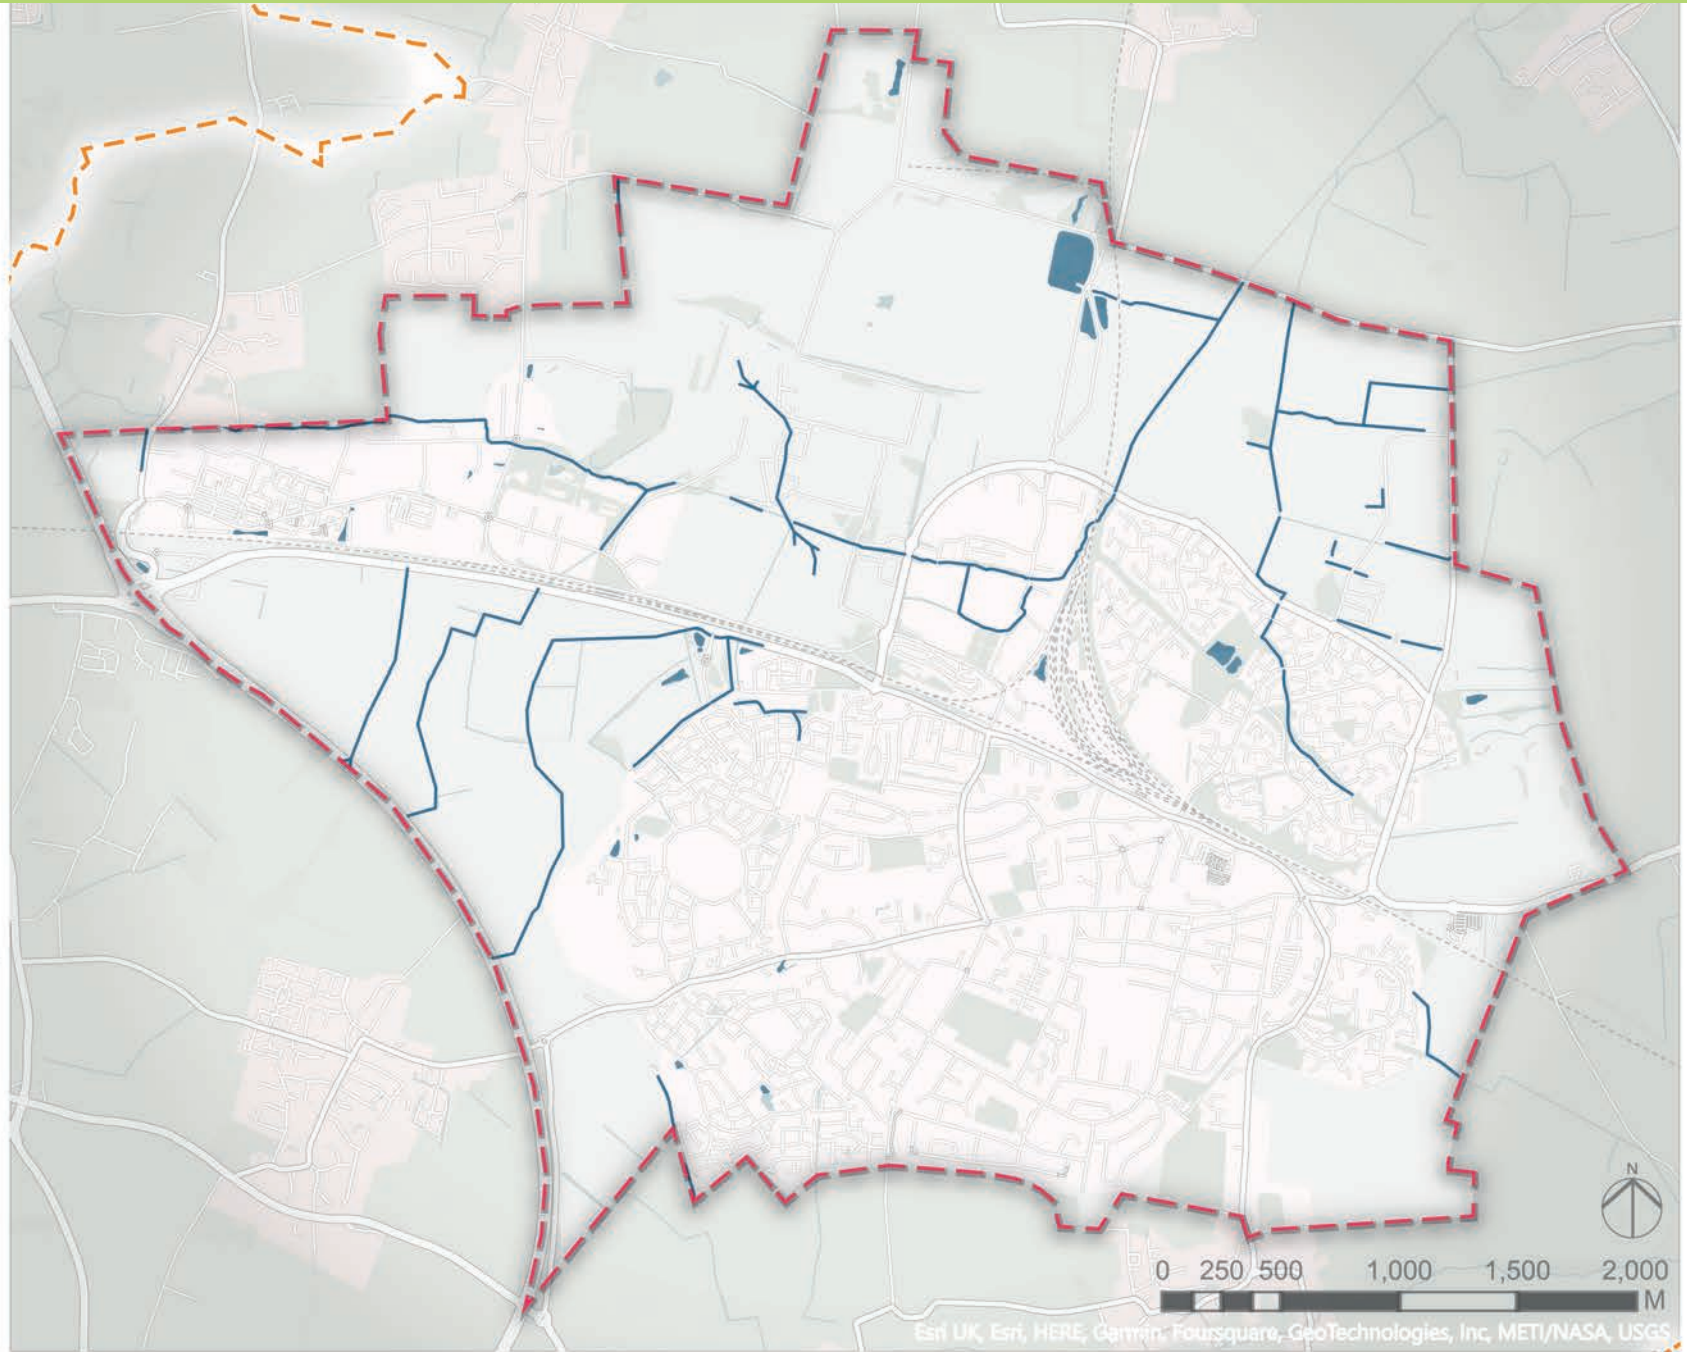 N
0 250 500 1,000 1,500 2,000
M
Esri UK, Esri, HERE, Garmin, Foursquare, GeoTechnologies, Inc, METI/NASA, USGS